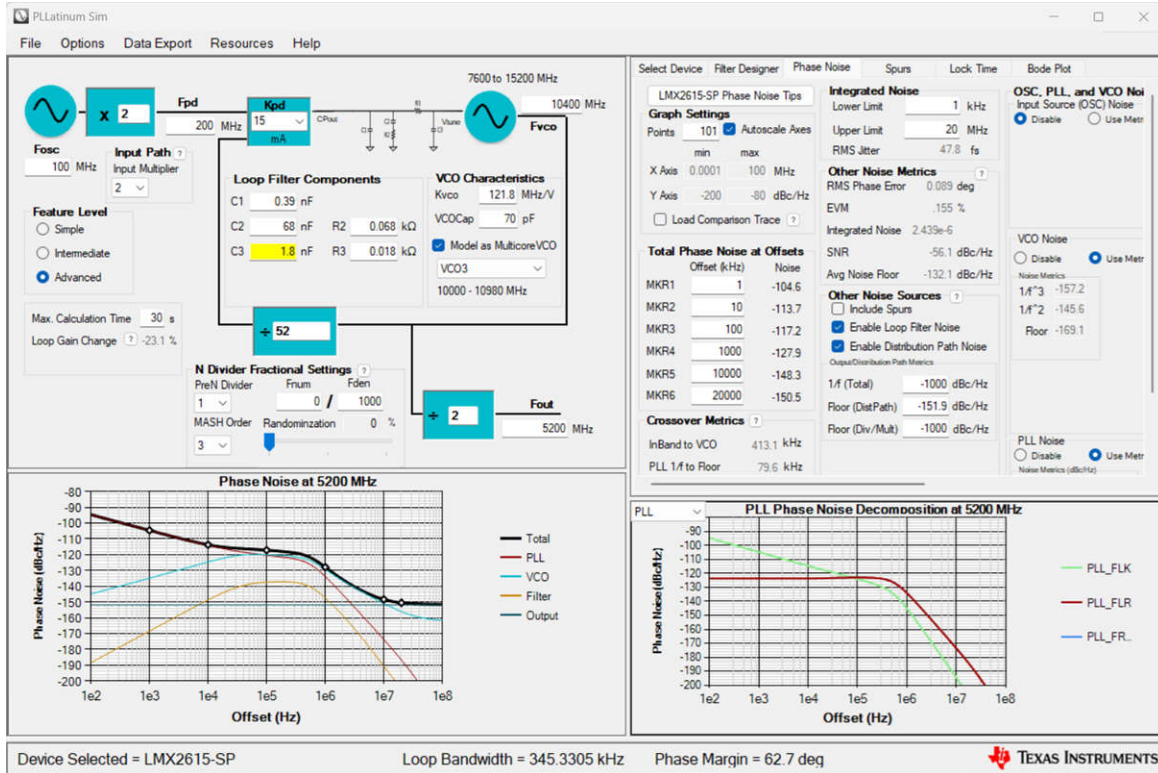 PLLatinum Sim
File Options Data Export Resources Help
7600 to 15200 MHz
Fpd
x 2
200 MHz
Kpd
15
mA
CPout
C1
C2
R2
R3
C3
Vtune
10400 MHz
Fvco
Fosc
100 MHz
Input Path ?
Input Multiplier
2
Feature Level
Simple
Intermediate
Advanced
Max. Calculation Time 30 s
Loop Gain Change ? -23.1 %
Loop Filter Components
C1 0.39 nF
C2 68 nF R2 0.068 kΩ
C3 1.8 nF R3 0.018 kΩ
VCO Characteristics
Kvco 121.8 MHz/V
VCOCap 70 pF
Model as MulticoreVCO
VCO3
10000 - 10980 MHz
÷ 52
N Divider Fractional Settings ?
PreN Divider Fnum Fden
1 0 / 1000
MASH Order Randominzation 0 %
3
÷ 2
Fout
5200 MHz
Select Device Filter Designer Phase Noise Spurs Lock Time Bode Plot
LMX2615-SP Phase Noise Tips
Graph Settings
Points 101 Autoscale Axes
min max
X Axis 0.0001 100 MHz
Y Axis -200 -80 dBc/Hz
Load Comparison Trace ?
Total Phase Noise at Offsets
Offset (kHz) Noise
MKR1 1 -104.6
MKR2 10 -113.7
MKR3 100 -117.2
MKR4 1000 -127.9
MKR5 10000 -148.3
MKR6 20000 -150.5
Crossover Metrics ?
InBand to VCO 413.1 kHz
PLL 1/f to Floor 79.6 kHz
Integrated Noise
Lower Limit 1 kHz
Upper Limit 20 MHz
RMS Jitter 47.8 fs
Other Noise Metrics ?
RMS Phase Error 0.089 deg
EVM .155 %
Integrated Noise 2.439e-6
SNR -56.1 dBc/Hz
Avg Noise Floor -132.1 dBc/Hz
Other Noise Sources ?
Include Spurs
Enable Loop Filter Noise
Enable Distribution Path Noise
Output/Distribution Path Metrics
1/f (Total) -1000 dBc/Hz
Floor (DistPath) -151.9 dBc/Hz
Floor (Div/Mult) -1000 dBc/Hz
OSC, PLL, and VCO Noi
Input Source (OSC) Noise
Disable Use Metr
VCO Noise
Disable Use Metr
Noise Metrics
1/f^3 -157.2
1/f^2 -145.6
Floor -169.1
PLL Noise
Disable Use Metr
Noise Metrics (dBc/Hz)
Phase Noise at 5200 MHz
Phase Noise (dBc/Hz)
-80
-90
-100
-110
-120
-130
-140
-150
-160
-170
-180
-190
-200
1e2 1e3 1e4 1e5 1e6 1e7 1e8
Offset (Hz)
Total
PLL
VCO
Filter
Output
PLL
PLL Phase Noise Decomposition at 5200 MHz
Phase Noise (dBc/Hz)
-90
-100
-110
-120
-130
-140
-150
-160
-170
-180
-190
-200
1e2 1e3 1e4 1e5 1e6 1e7 1e8
Offset (Hz)
PLL_FLK
PLL_FLR
PLL_FR..
Device Selected = LMX2615-SP Loop Bandwidth = 345.3305 kHz Phase Margin = 62.7 deg TEXAS INSTRUMENTS